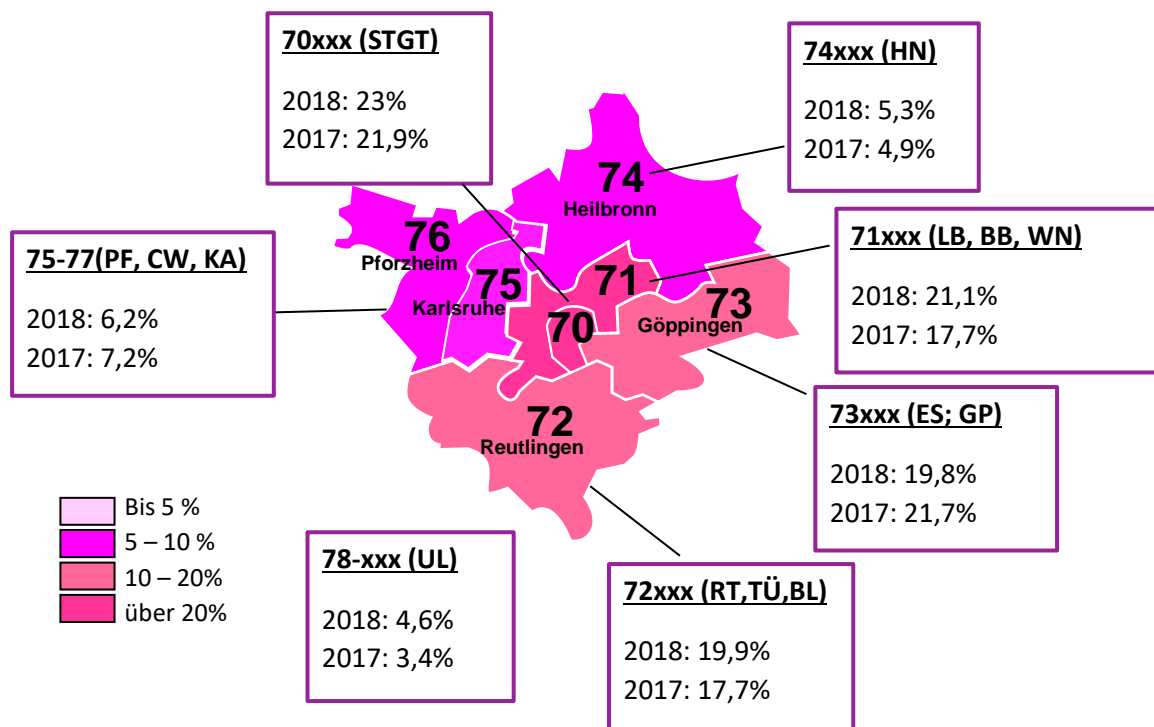 70xxx (STGT)
2018: 23%
2017: 21,9%
74xxx (HN)
2018: 5,3%
2017: 4,9%
75-77(PF, CW, KA)
2018: 6,2%
2017: 7,2%
71xxx (LB, BB, WN)
2018: 21,1%
2017: 17,7%
73xxx (ES; GP)
2018: 19,8%
2017: 21,7%
74
Heilbronn
76
Pforzheim
75
Karlsruhe
71
70
73
Göppingen
72
Reutlingen
Bis 5 %
5 – 10 %
10 – 20%
über 20%
78-xxx (UL)
2018: 4,6%
2017: 3,4%
72xxx (RT,TÜ,BL)
2018: 19,9%
2017: 17,7%